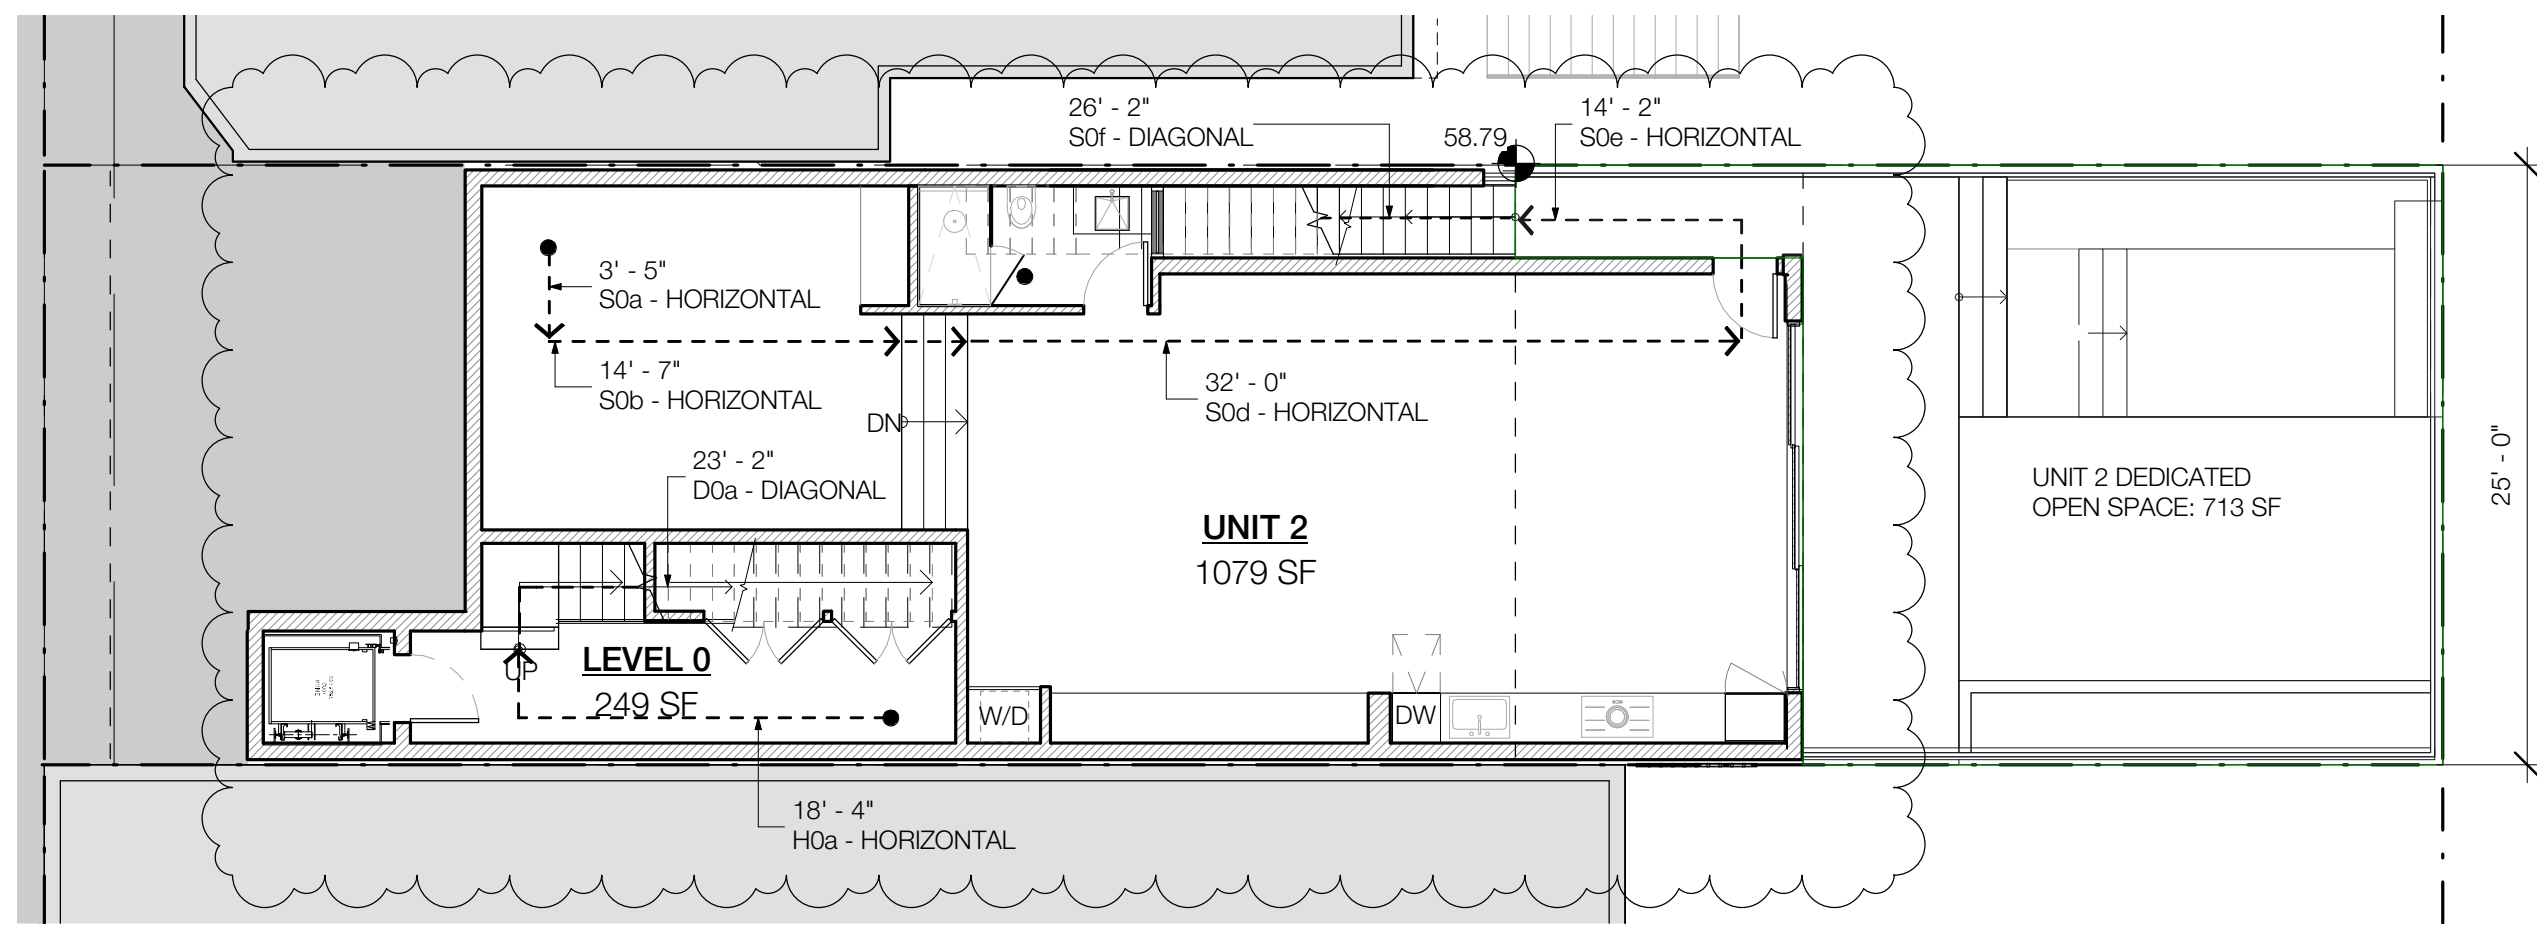 26' - 2"
S0f - DIAGONAL
58.79
14' - 2"
S0e - HORIZONTAL
3' - 5"
S0a - HORIZONTAL
14' - 7"
S0b - HORIZONTAL
32' - 0"
S0d - HORIZONTAL
DN
23' - 2"
D0a - DIAGONAL
UNIT 2
1079 SF
UNIT 2 DEDICATED
OPEN SPACE: 713 SF
25' - 0"
LEVEL 0
249 SF
UP
W/D
DW
18' - 4"
H0a - HORIZONTAL